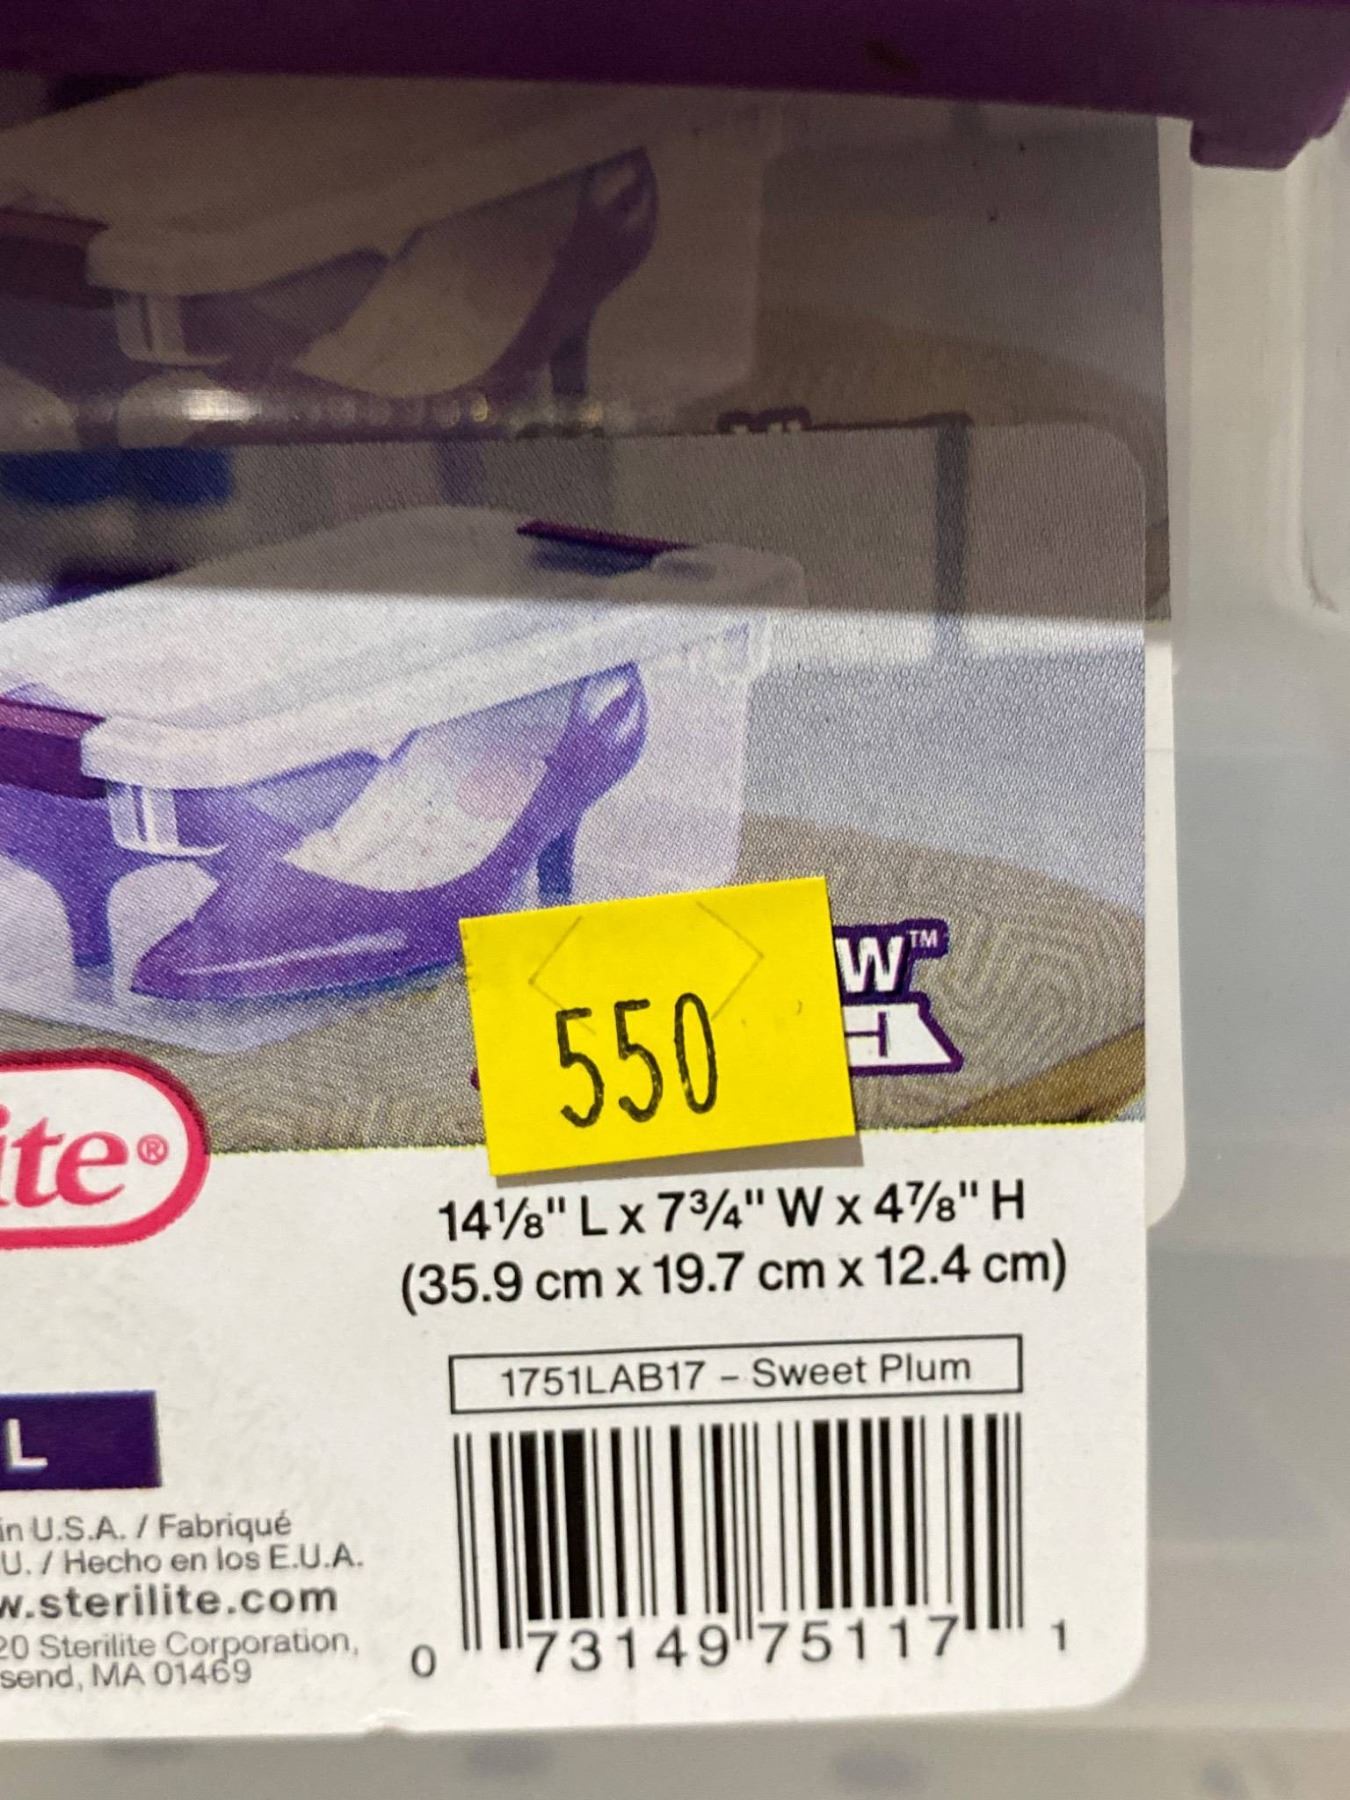 W™
550
ite®
14⅛" L x 7¾" W x 4⅞" H
(35.9 cm x 19.7 cm x 12.4 cm)
1751LAB17 – Sweet Plum
L
in U.S.A. / Fabriqué
U. / Hecho en los E.U.A.
w.sterilite.com
20 Sterilite Corporation,
send, MA 01469
0 73149 75117 1